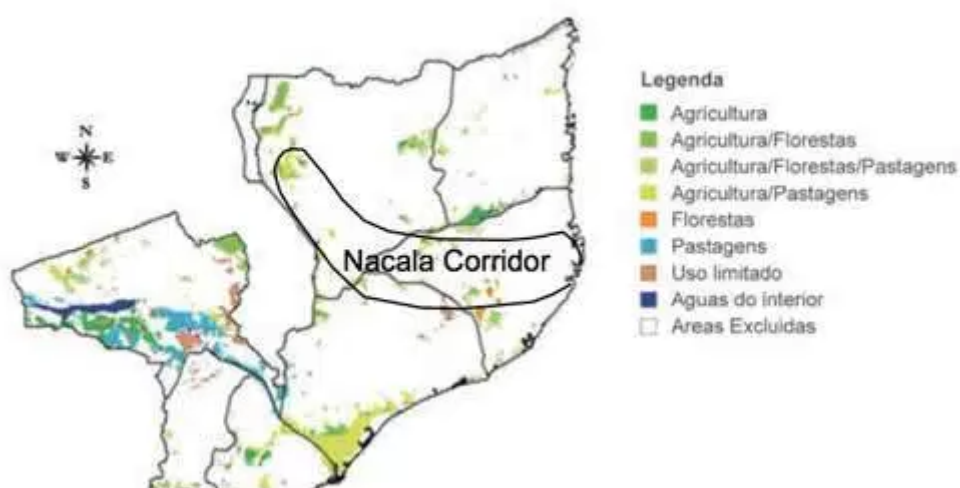 N
W E
S
Nacala Corridor
Legenda
Agricultura
Agricultura/Florestas
Agricultura/Florestas/Pastagens
Agricultura/Pastagens
Florestas
Pastagens
Uso limitado
Aguas do interior
Areas Excluidas